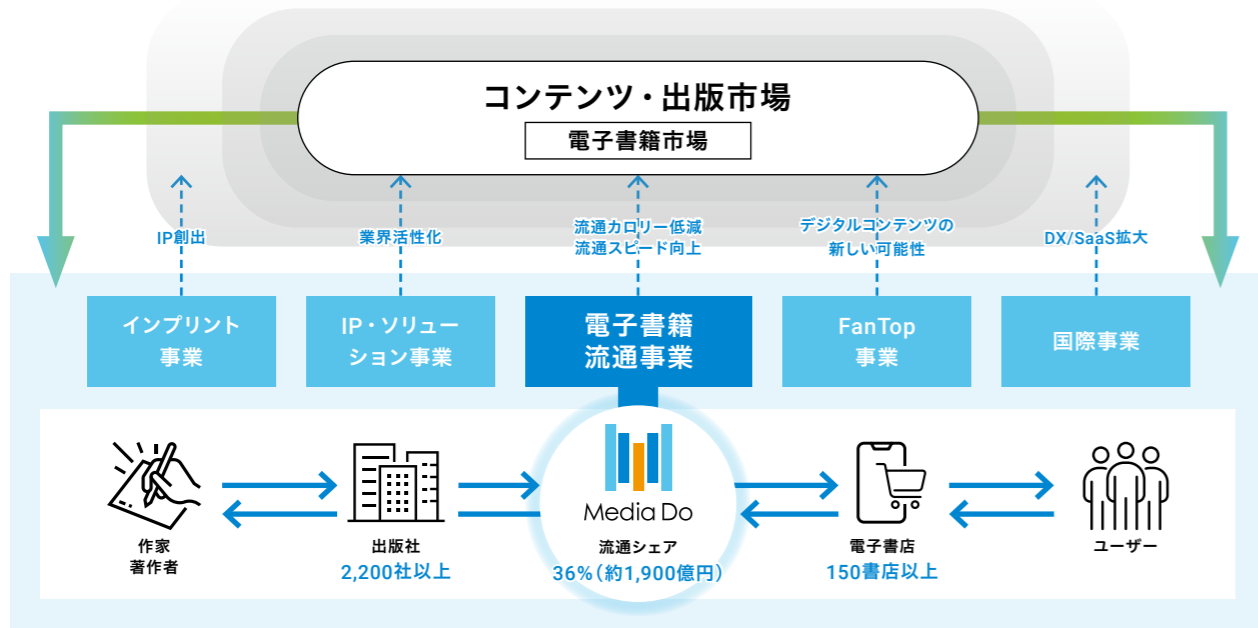 コンテンツ・出版市場
電子書籍市場
IP創出
業界活性化
流通カロリー低減
流通スピード向上
デジタルコンテンツの
新しい可能性
DX/SaaS拡大
インプリント
事業
IP・ソリュー
ション事業
電子書籍
流通事業
FanTop
事業
国際事業
Media Do
作家
著作者
出版社
2,200社以上
流通シェア
36%(約1,900億円)
電子書店
150書店以上
ユーザー